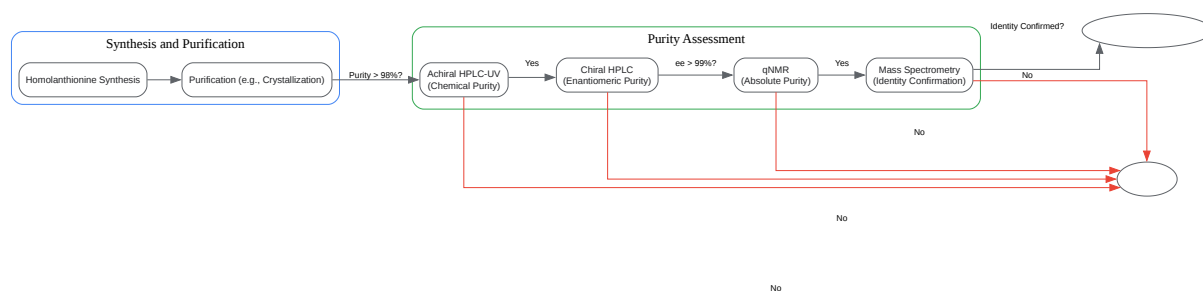 Synthesis and Purification
Homolanthionine Synthesis
Purification (e.g., Crystallization)
Purity > 98%?
Purity Assessment
Achiral HPLC-UV
(Chemical Purity)
Yes
Chiral HPLC
(Enantiomeric Purity)
ee > 99%?
qNMR
(Absolute Purity)
Yes
Mass Spectrometry
(Identity Confirmation)
Identity Confirmed?
No
No
No
No